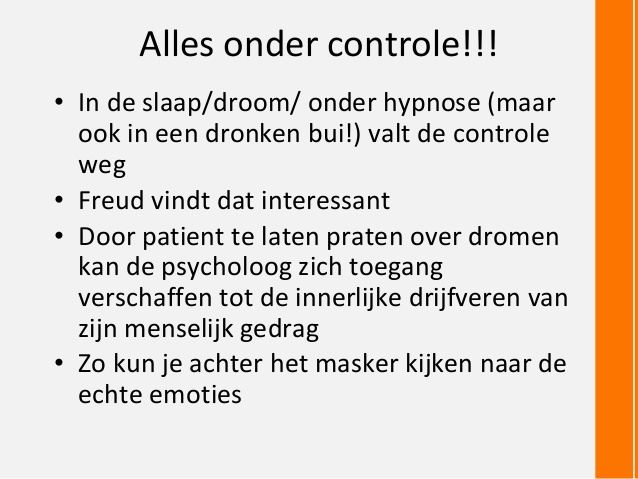 Alles onder controle!!!
• In de slaap/droom/ onder hypnose (maar
ook in een dronken bui!) valt de controle
weg
• Freud vindt dat interessant
• Door patient te laten praten over dromen
kan de psycholoog zich toegang
verschaffen tot de innerlijke drijfveren van
zijn menselijk gedrag
• Zo kun je achter het masker kijken naar de
echte emoties